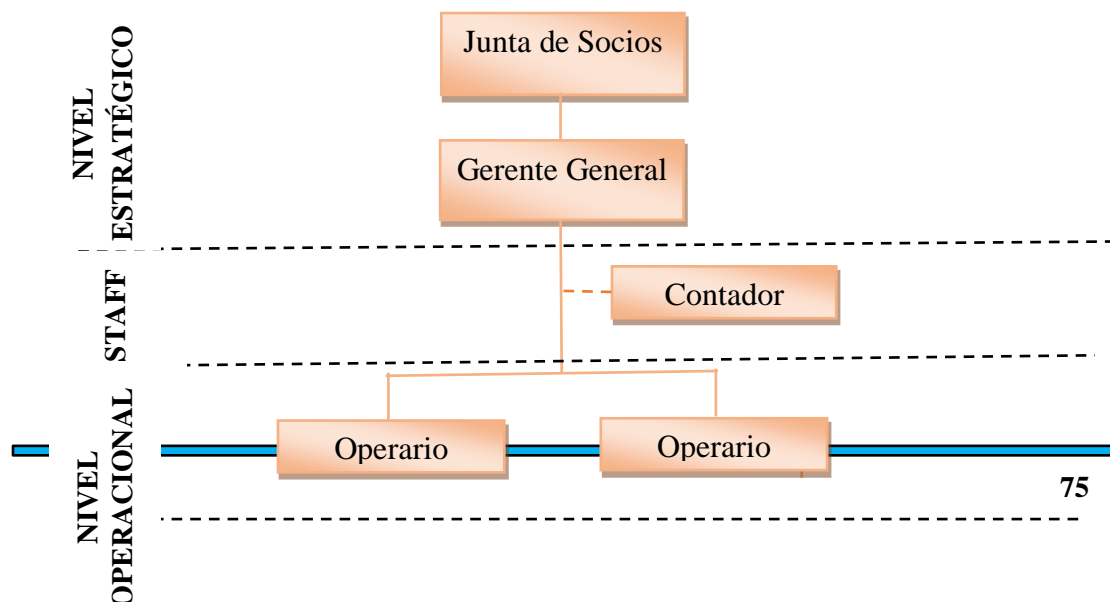 NIVEL
ESTRATÉGICO
Junta de Socios
Gerente General
STAFF
Contador
NIVEL
OPERACIONAL
Operario
Operario
75